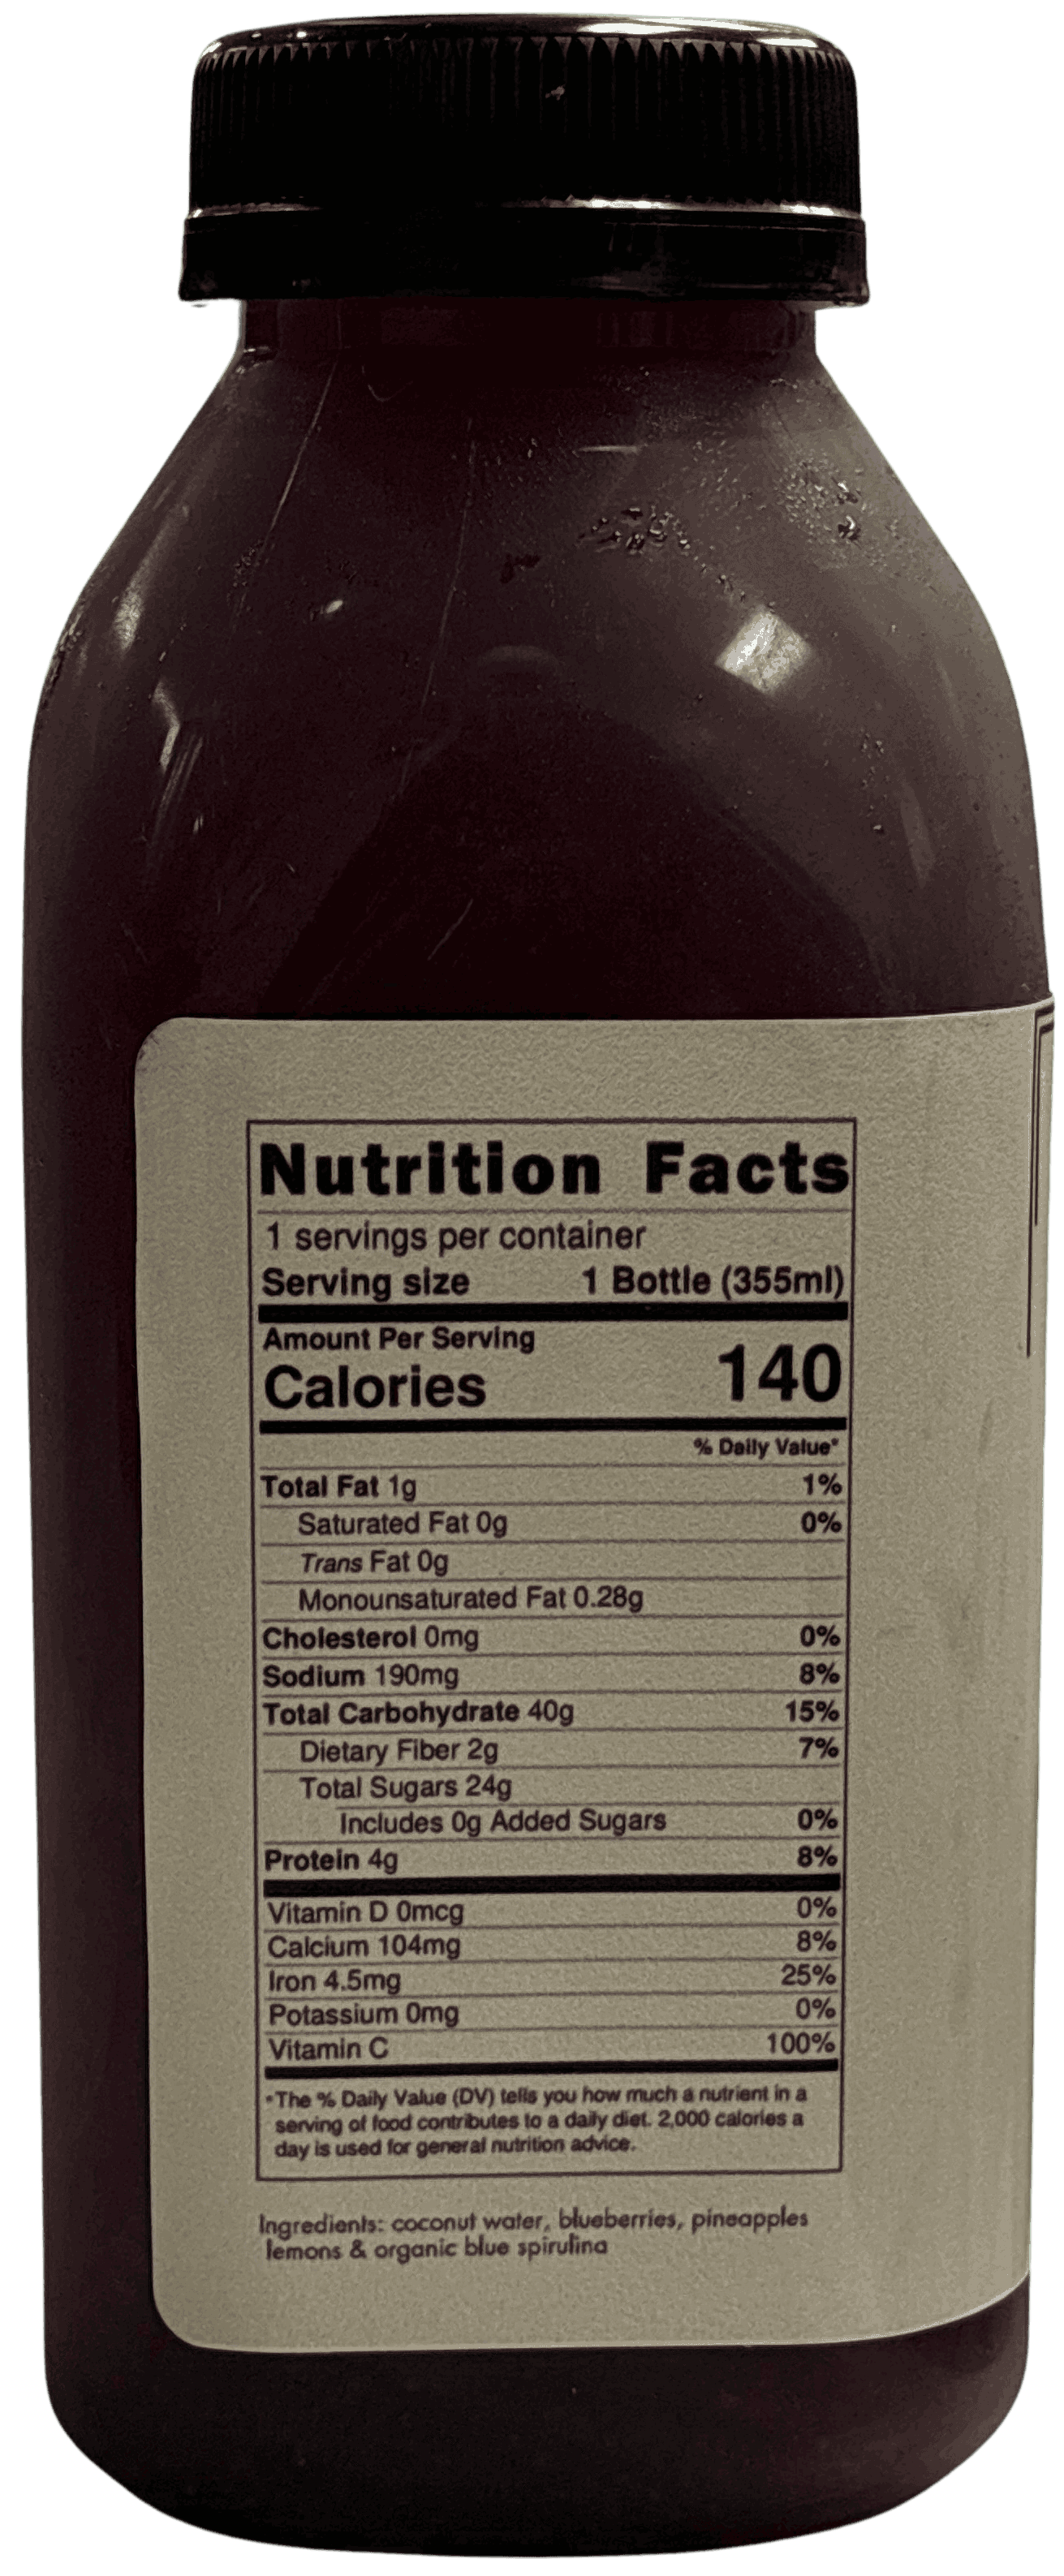 Nutrition Facts
1 servings per container
Serving size 1 Bottle (355ml)
Amount Per Serving
Calories 140
% Daily Value*
Total Fat 1g 1%
Saturated Fat 0g 0%
Trans Fat 0g
Monounsaturated Fat 0.28g
Cholesterol 0mg 0%
Sodium 190mg 8%
Total Carbohydrate 40g 15%
Dietary Fiber 2g 7%
Total Sugars 24g
Includes 0g Added Sugars 0%
Protein 4g 8%
Vitamin D 0mcg 0%
Calcium 104mg 8%
Iron 4.5mg 25%
Potassium 0mg 0%
Vitamin C 100%
*The % Daily Value (DV) tells you how much a nutrient in a
serving of food contributes to a daily diet. 2,000 calories a
day is used for general nutrition advice.
Ingredients: coconut water, blueberries, pineapples
lemons & organic blue spirulina